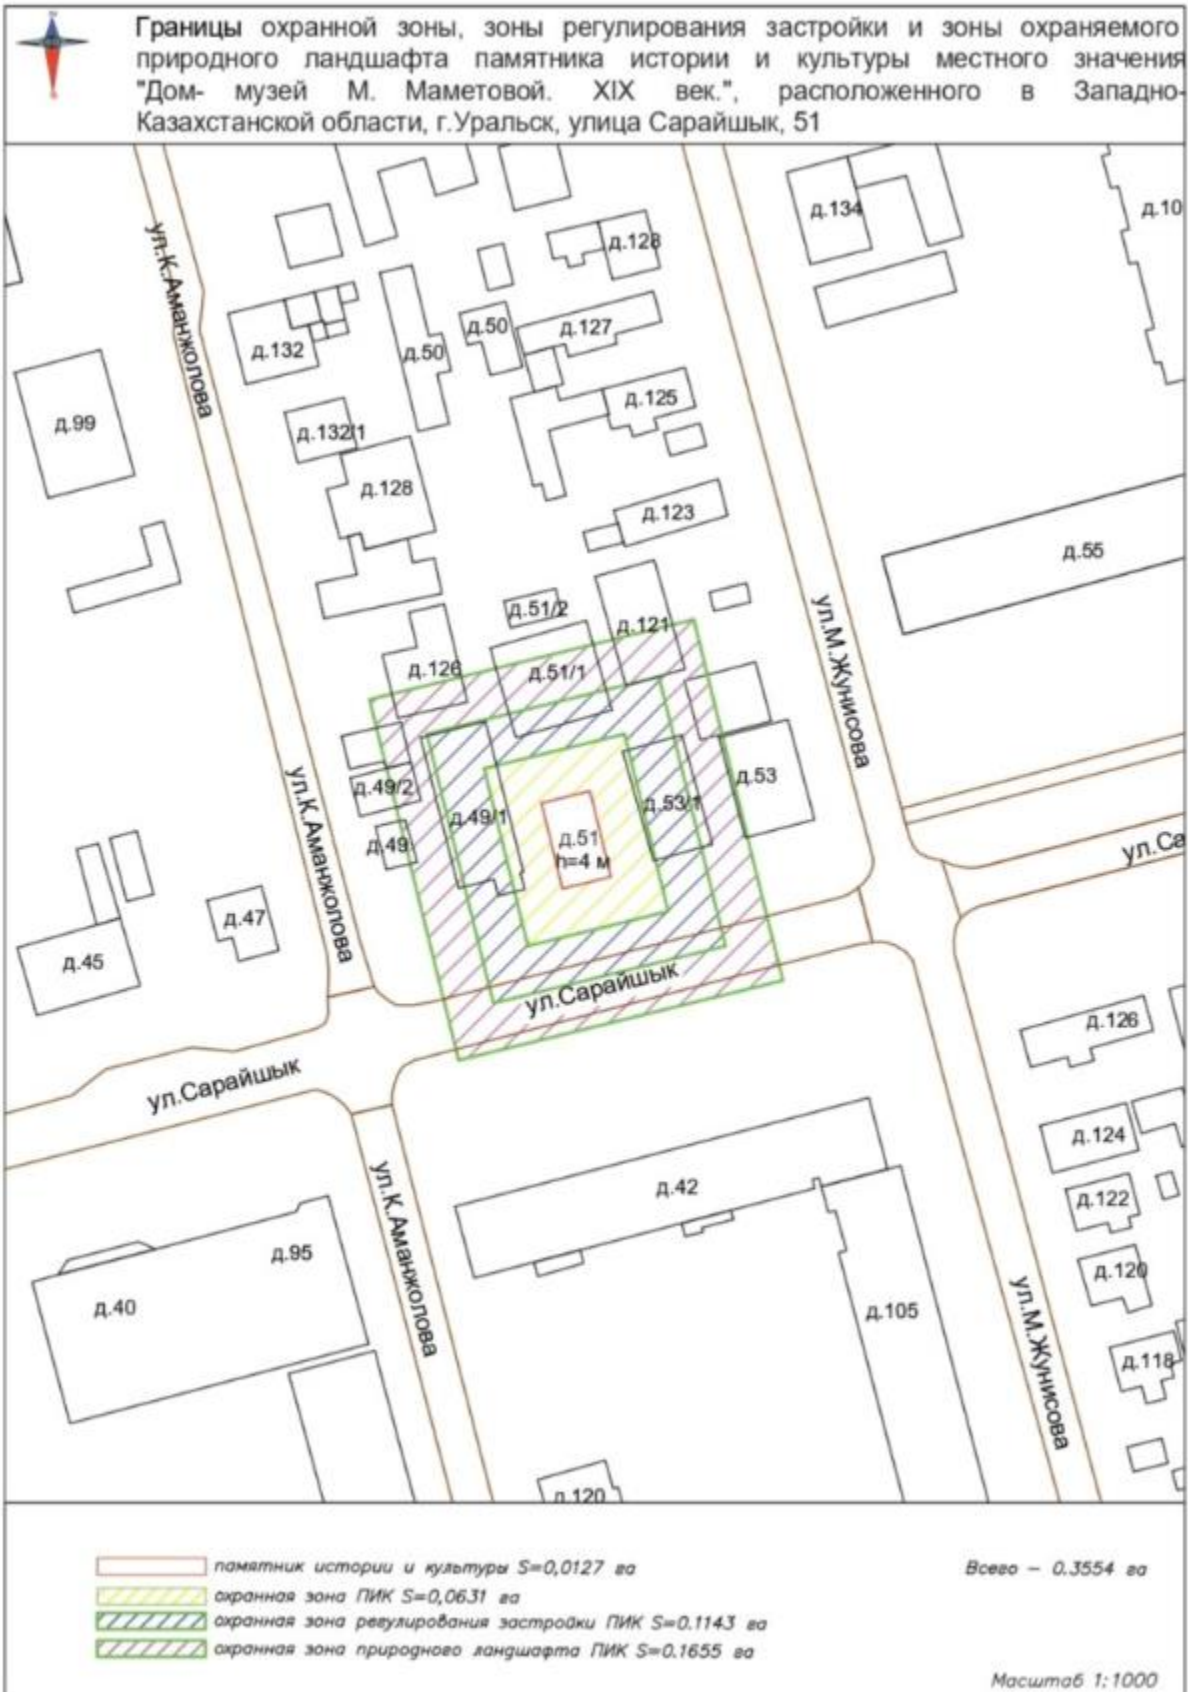 Границы охранной зоны, зоны регулирования застройки и зоны охраняемого
природного ландшафта памятника истории и культуры местного значения
"Дом- музей М. Маметовой. XIX век.", расположенного в Западно-
Казахстанской области, г.Уральск, улица Сарайшык, 51
д.134
д.10
ул.К.Аманжолова
д.128
д.50
д.127
д.132
д.50
д.125
д.99
д.132/1
д.128
д.123
д.55
д.51/2
д.121
ул.М.Жунисова
д.126
д.51/1
д.53
д.49/2
д.53/1
д.49/1
д.51
h=4 м
д.49
ул.Са
ул.К.Аманжолова
д.47
д.45
ул.Сарайшык
д.126
ул.Сарайшык
д.124
д.42
д.122
ул.К.Аманжолова
д.95
д.120
д.40
д.105
ул.М.Жунисова
д.118
д.120
памятник истории и культуры S=0,0127 га
Всего – 0.3554 га
охранная зона ПИК S=0,0631 га
охранная зона регулирования застройки ПИК S=0.1143 га
охранная зона природного ландшафта ПИК S=0.1655 га
Масштаб 1:1000